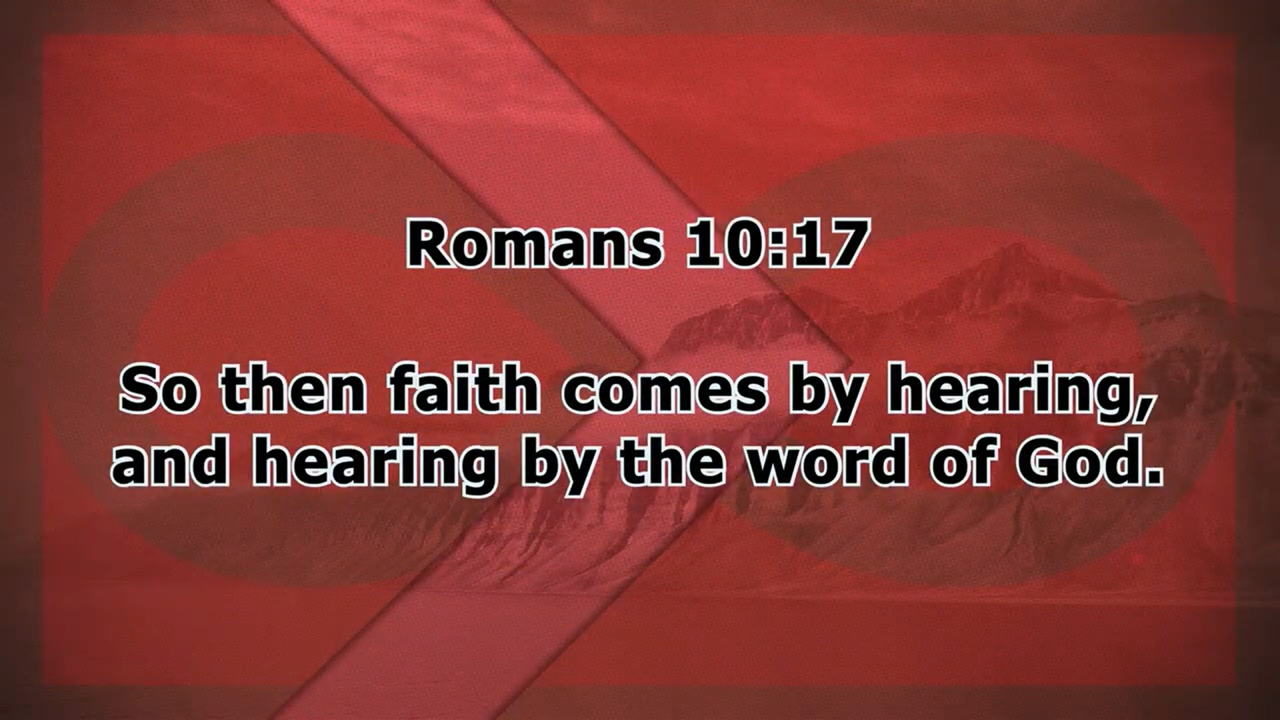 Romans 10:17
So then faith comes by hearing,
and hearing by the word of God.